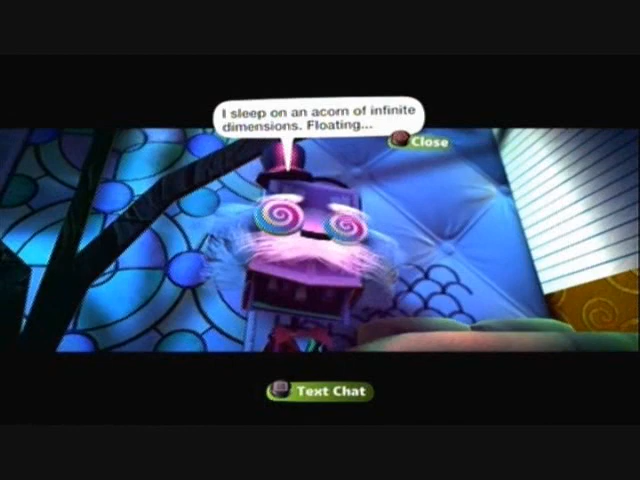 I sleep on an acorn of infinite
dimensions. Floating...
Close
Text Chat